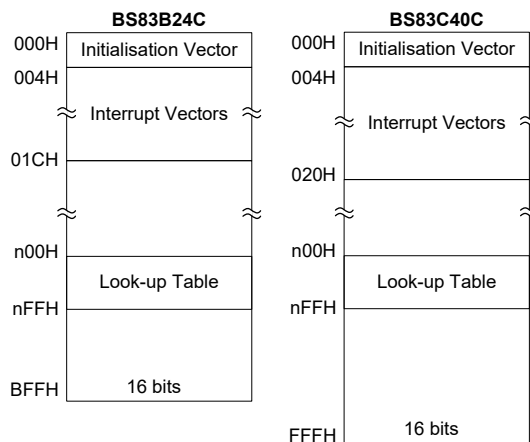 BS83B24C
000H
Initialisation Vector
004H
Interrupt Vectors
01CH
n00H
Look-up Table
nFFH
BFFH
16 bits
BS83C40C
000H
Initialisation Vector
004H
Interrupt Vectors
020H
n00H
Look-up Table
nFFH
FFFH
16 bits